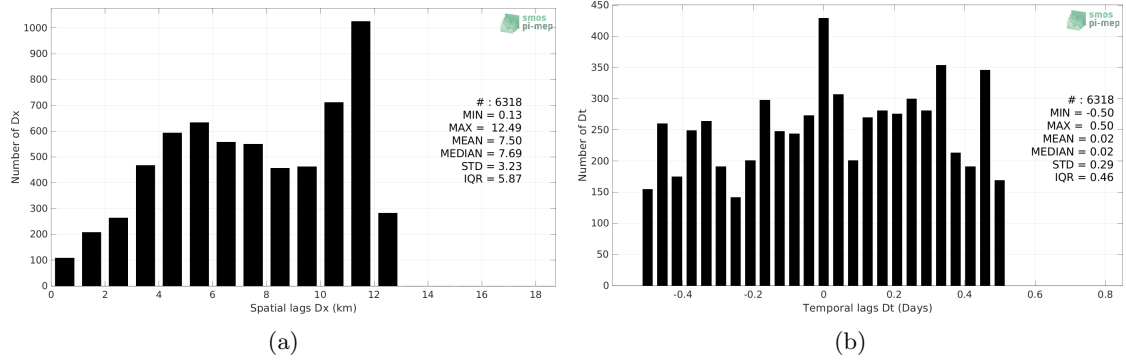 smos
pi-mep
1000
900
800
700
600
500
400
300
200
100
0
Number of Dx
# : 6318
MIN = 0.13
MAX = 12.49
MEAN = 7.50
MEDIAN = 7.69
STD = 3.23
IQR = 5.87
0 2 4 6 8 10 12 14 16 18
Spatial lags Dx (km)
(a)
smos
pi-mep
450
400
350
300
250
200
150
100
50
0
Number of Dt
# : 6318
MIN = -0.50
MAX = 0.50
MEAN = 0.02
MEDIAN = 0.02
STD = 0.29
IQR = 0.46
-0.4 -0.2 0 0.2 0.4 0.6 0.8
Temporal lags Dt (Days)
(b)